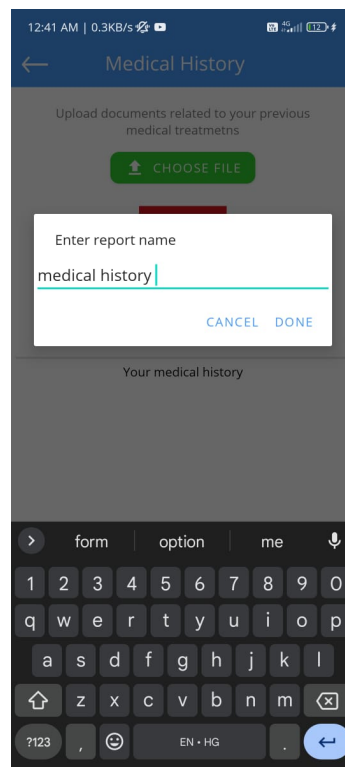 12:41 AM | 0.3KB/s
4G 12
Medical History
Upload documents related to your previous
medical treatmetns
CHOOSE FILE
Enter report name
medical history
CANCEL DONE
Your medical history
form option me
1 2 3 4 5 6 7 8 9 0
q w e r t y u i o p
a s d f g h j k l
z x c v b n m
?123 , EN • HG .